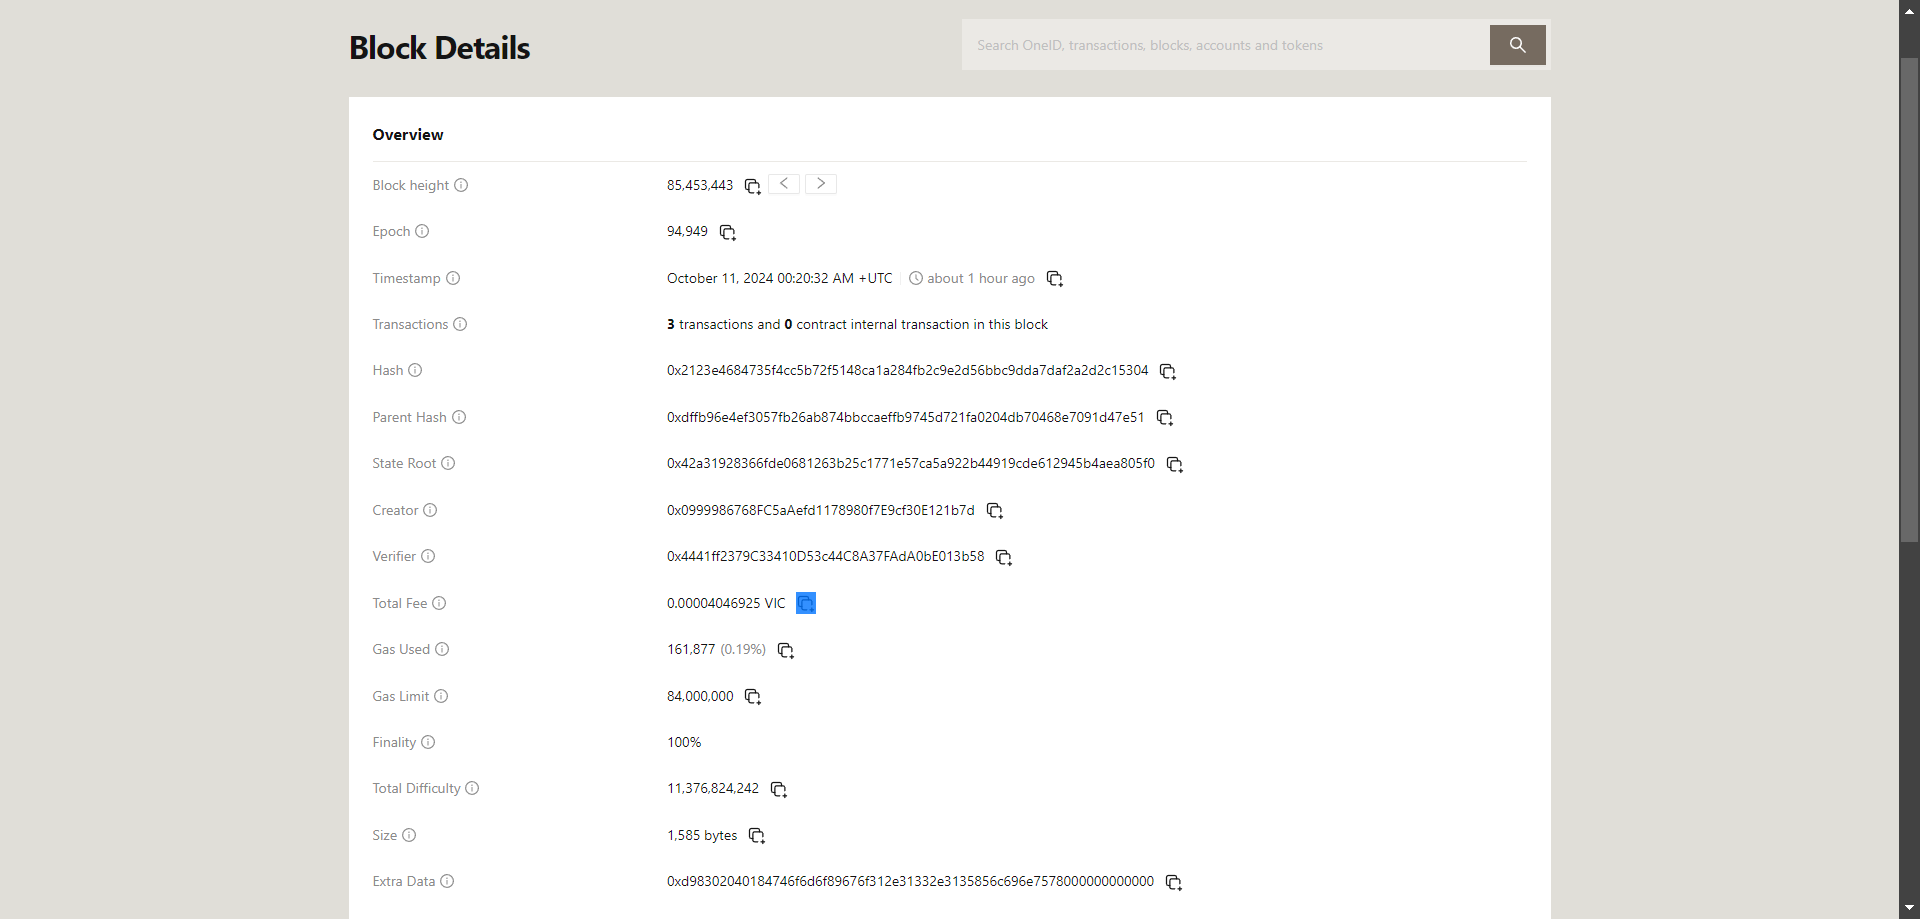 Block Details
Search OneID, transactions, blocks, accounts and tokens
Overview
Block height 85,453,443
Epoch 94,949
Timestamp October 11, 2024 00:20:32 AM +UTC about 1 hour ago
Transactions 3 transactions and 0 contract internal transaction in this block
Hash 0x2123e4684735f4cc5b72f5148ca1a284fb2c9e2d56bbc9dda7daf2a2d2c15304
Parent Hash 0xdffb96e4ef3057fb26ab874bbccaeffb9745d721fa0204db70468e7091d47e51
State Root 0x42a31928366fde0681263b25c1771e57ca5a922b44919cde612945b4aea805f0
Creator 0x0999986768FC5aAefd1178980f7E9cf30E121b7d
Verifier 0x4441ff2379C33410D53c44C8A37FAdA0bE013b58
Total Fee 0.00004046925 VIC
Gas Used 161,877 (0.19%)
Gas Limit 84,000,000
Finality 100%
Total Difficulty 11,376,824,242
Size 1,585 bytes
Extra Data 0xd98302040184746f6d6f89676f312e31332e3135856c696e7578000000000000